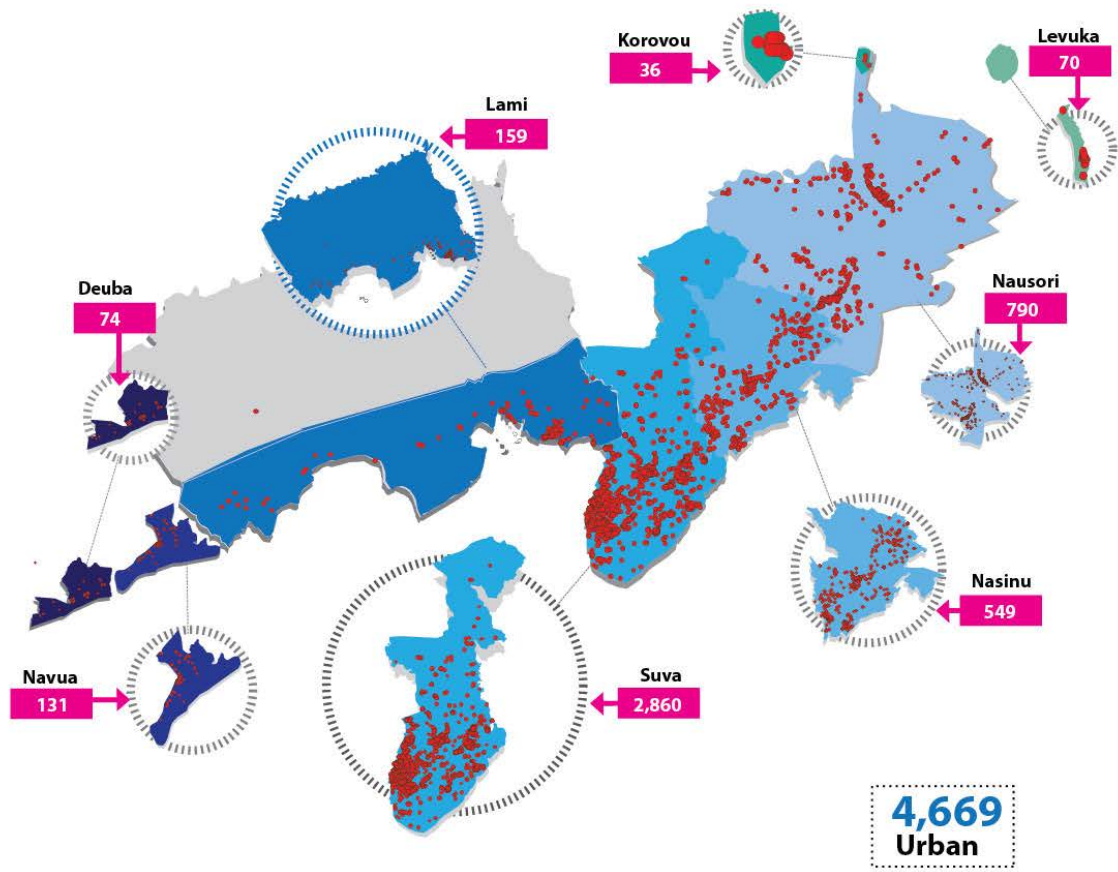 Korovou
36
Levuka
70
Lami
159
Deuba
74
Nausori
790
Nasinu
549
Navua
131
Suva
2,860
4,669
Urban